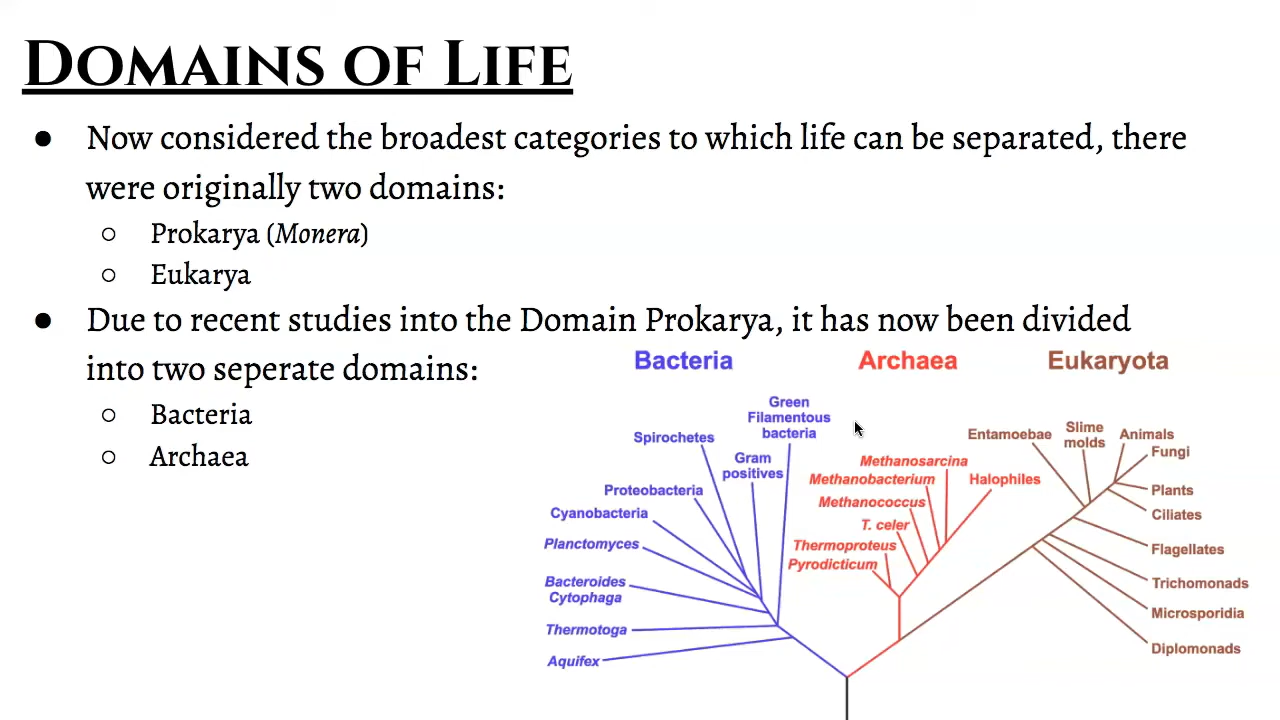 Domains of Life
● Now considered the broadest categories to which life can be separated, there
were originally two domains:
○ Prokarya (Monera)
○ Eukarya
● Due to recent studies into the Domain Prokarya, it has now been divided
into two seperate domains:
○ Bacteria
○ Archaea
Bacteria
Green
Filamentous
bacteria
Spirochetes
Gram
positives
Proteobacteria
Cyanobacteria
Planctomyces
Bacteroides
Cytophaga
Thermotoga
Aquifex
Archaea
Methanosarcina
Methanobacterium
Halophiles
Methanococcus
T. celer
Thermoproteus
Pyrodicticum
Eukaryota
Entamoebae
Slime
molds
Animals
Fungi
Plants
Ciliates
Flagellates
Trichomonads
Microsporidia
Diplomonads